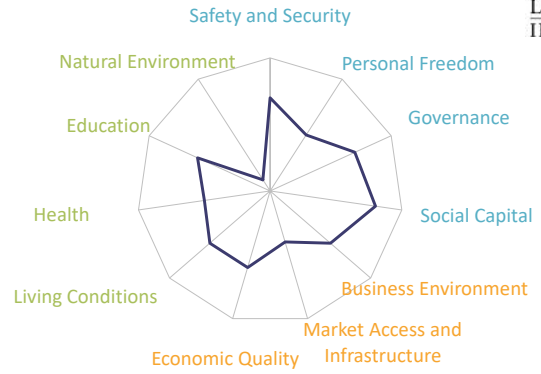 Safety and Security
Natural Environment
Personal Freedom
Education
Governance
Health
Social Capital
Living Conditions
Business Environment
Market Access and
Infrastructure
Economic Quality